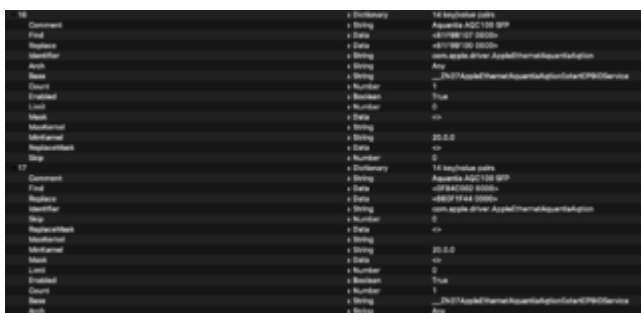 16 Dictionary 14 key/value pairs
Comment String Aquantia AQC100 SFP
Find Data
Replace Data
Identifier String com.apple.driver.AppleEthernetAquantiaAqtion
Arch String Any
Base String
Count Number 1
Enabled Boolean True
Limit Number 0
Mask Data <>
MaxKernel String
MinKernel String 20.0.0
ReplaceMask Data <>
Skip Number 0
17 Dictionary 14 key/value pairs
Comment String Aquantia AQC100 SFP
Find Data
Replace Data
Identifier String com.apple.driver.AppleEthernetAquantiaAqtion
Skip Number 0
ReplaceMask Data <>
MaxKernel String
MinKernel String 20.0.0
Mask Data <>
Limit Number 0
Enabled Boolean True
Count Number 1
Base String
Arch String Any